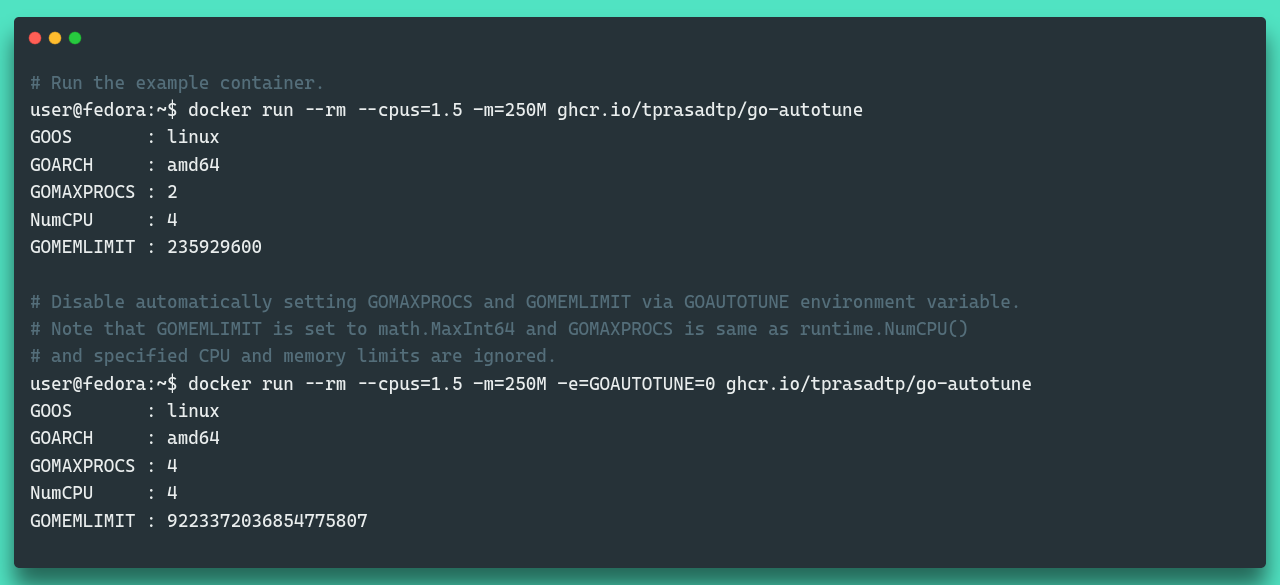 # Run the example container.
user@fedora:~$ docker run --rm --cpus=1.5 -m=250M ghcr.io/tprasadtp/go-autotune
GOOS       : linux
GOARCH     : amd64
GOMAXPROCS : 2
NumCPU     : 4
GOMEMLIMIT : 235929600

# Disable automatically setting GOMAXPROCS and GOMEMLIMIT via GOAUTOTUNE environment variable.
# Note that GOMEMLIMIT is set to math.MaxInt64 and GOMAXPROCS is same as runtime.NumCPU()
# and specified CPU and memory limits are ignored.
user@fedora:~$ docker run --rm --cpus=1.5 -m=250M -e=GOAUTOTUNE=0 ghcr.io/tprasadtp/go-autotune
GOOS       : linux
GOARCH     : amd64
GOMAXPROCS : 4
NumCPU     : 4
GOMEMLIMIT : 9223372036854775807